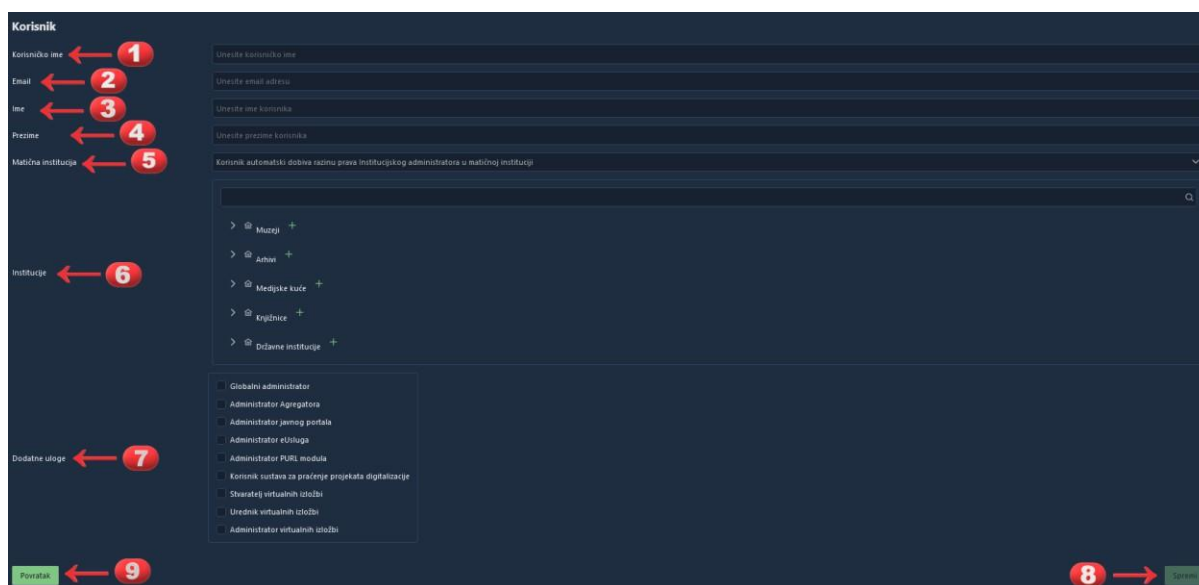 Korisnik
Korisničko ime 1 Unesite korisničko ime
Email 2 Unesite email adresu
Ime 3 Unesite ime korisnika
Prezime 4 Unesite prezime korisnika
Matična institucija 5 Korisnik automatski dobiva razinu prava Institucijskog administratora u matičnoj instituciji
Muzeji +
Arhivi +
Institucije 6
Medijske kuće +
Knjižnice +
Državne institucije +
Globalni administrator
Administrator Agregatora
Administrator javnog portala
Administrator eUsluga
Dodatne uloge 7 Administrator PURL modula
Korisnik sustava za praćenje projekata digitalizacije
Stvaratelj virtualnih izložbi
Urednik virtualnih izložbi
Administrator virtualnih izložbi
Povratak 9 8 Spremi